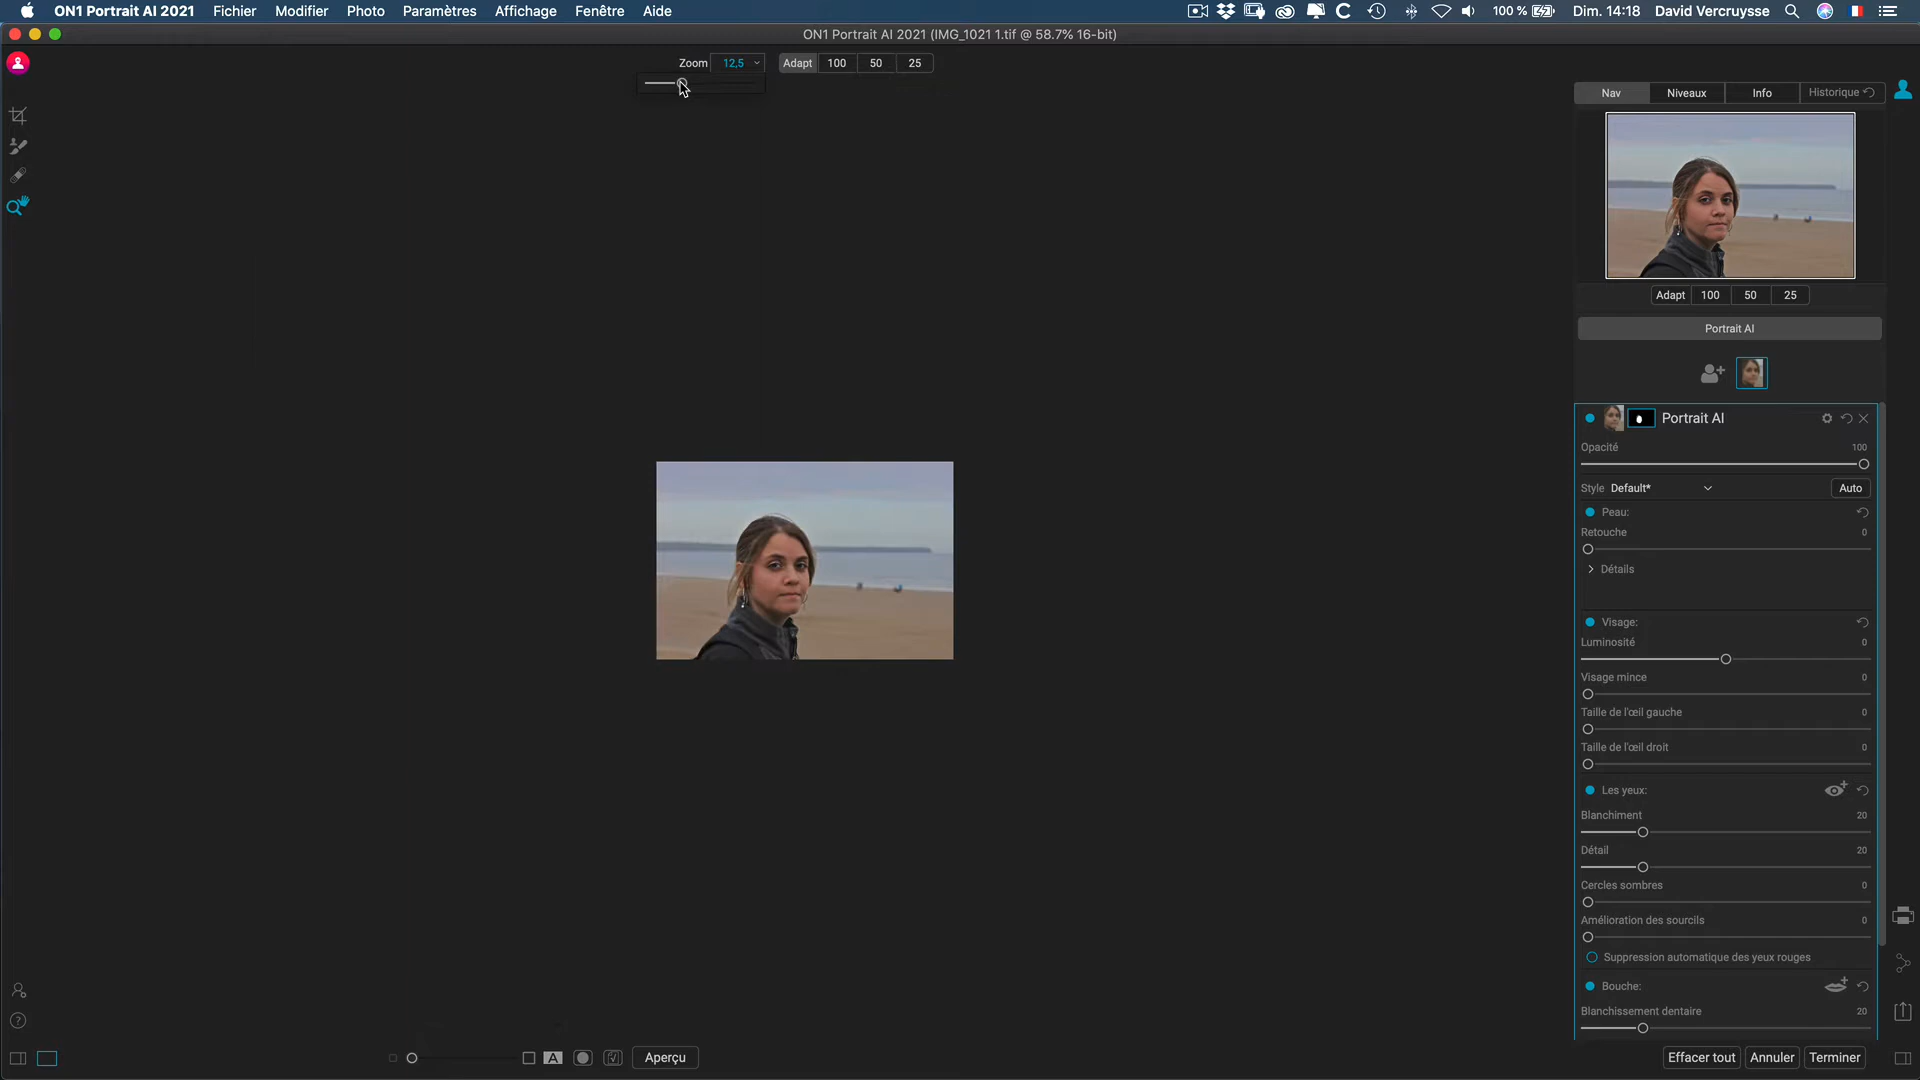 ON1 Portrait AI 2021 Fichier Modifier Photo Paramètres Affichage Fenêtre Aide 100 % Dim. 14:18 David Vercruysse
ON1 Portrait AI 2021 (IMG_1021 1.tif @ 58.7% 16-bit)
Zoom 12,5 Adapt 100 50 25
Nav Niveaux Info Historique
Adapt 100 50 25
Portrait AI
Portrait AI
Opacité 100
Style Default* Auto
Peau:
Retouche 0
Détails
Visage:
Luminosité 0
Visage mince 0
Taille de l'œil gauche 0
Taille de l'œil droit 0
Les yeux:
Blanchiment 20
Détail 20
Cercles sombres 0
Amélioration des sourcils 0
Suppression automatique des yeux rouges
Bouche:
Blanchissement dentaire 20
A Aperçu Effacer tout Annuler Terminer